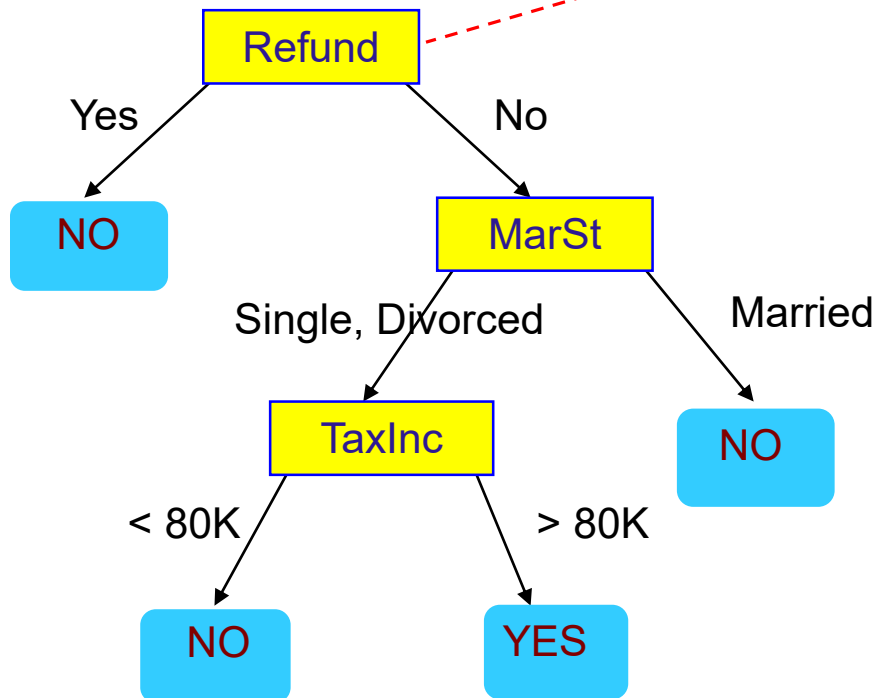 Refund
Yes
No
NO
MarSt
Single, Divorced
Married
TaxInc
NO
< 80K
> 80K
NO
YES